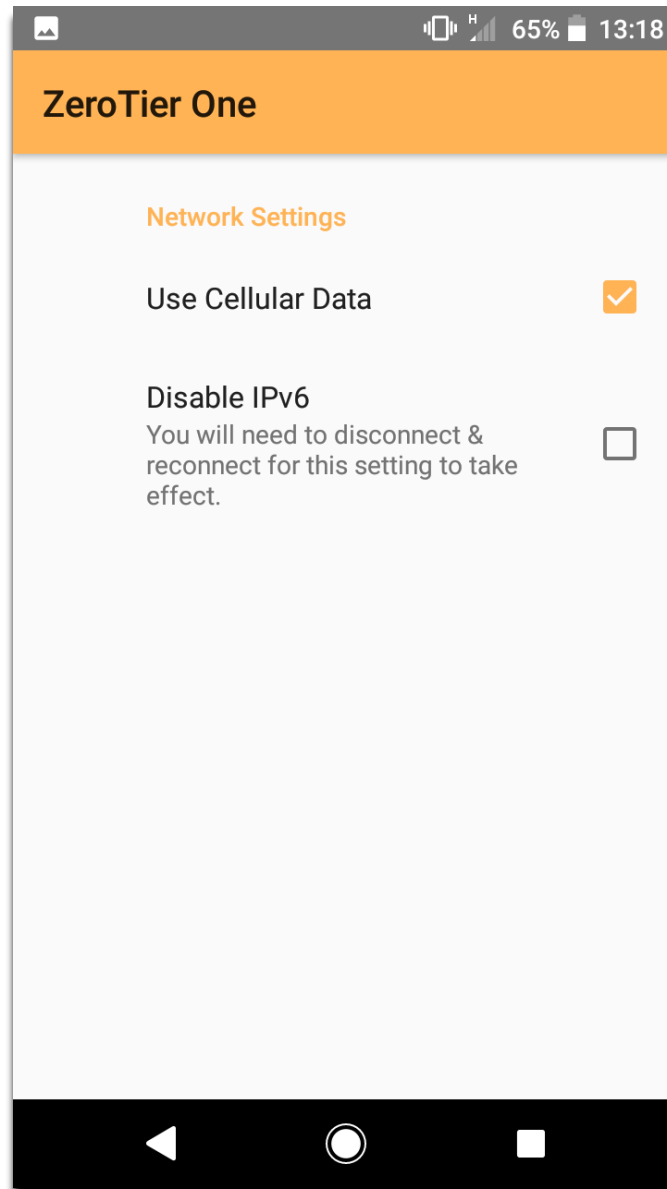 H 65% 13:18
ZeroTier One
Network Settings
Use Cellular Data
Disable IPv6
You will need to disconnect &
reconnect for this setting to take
effect.